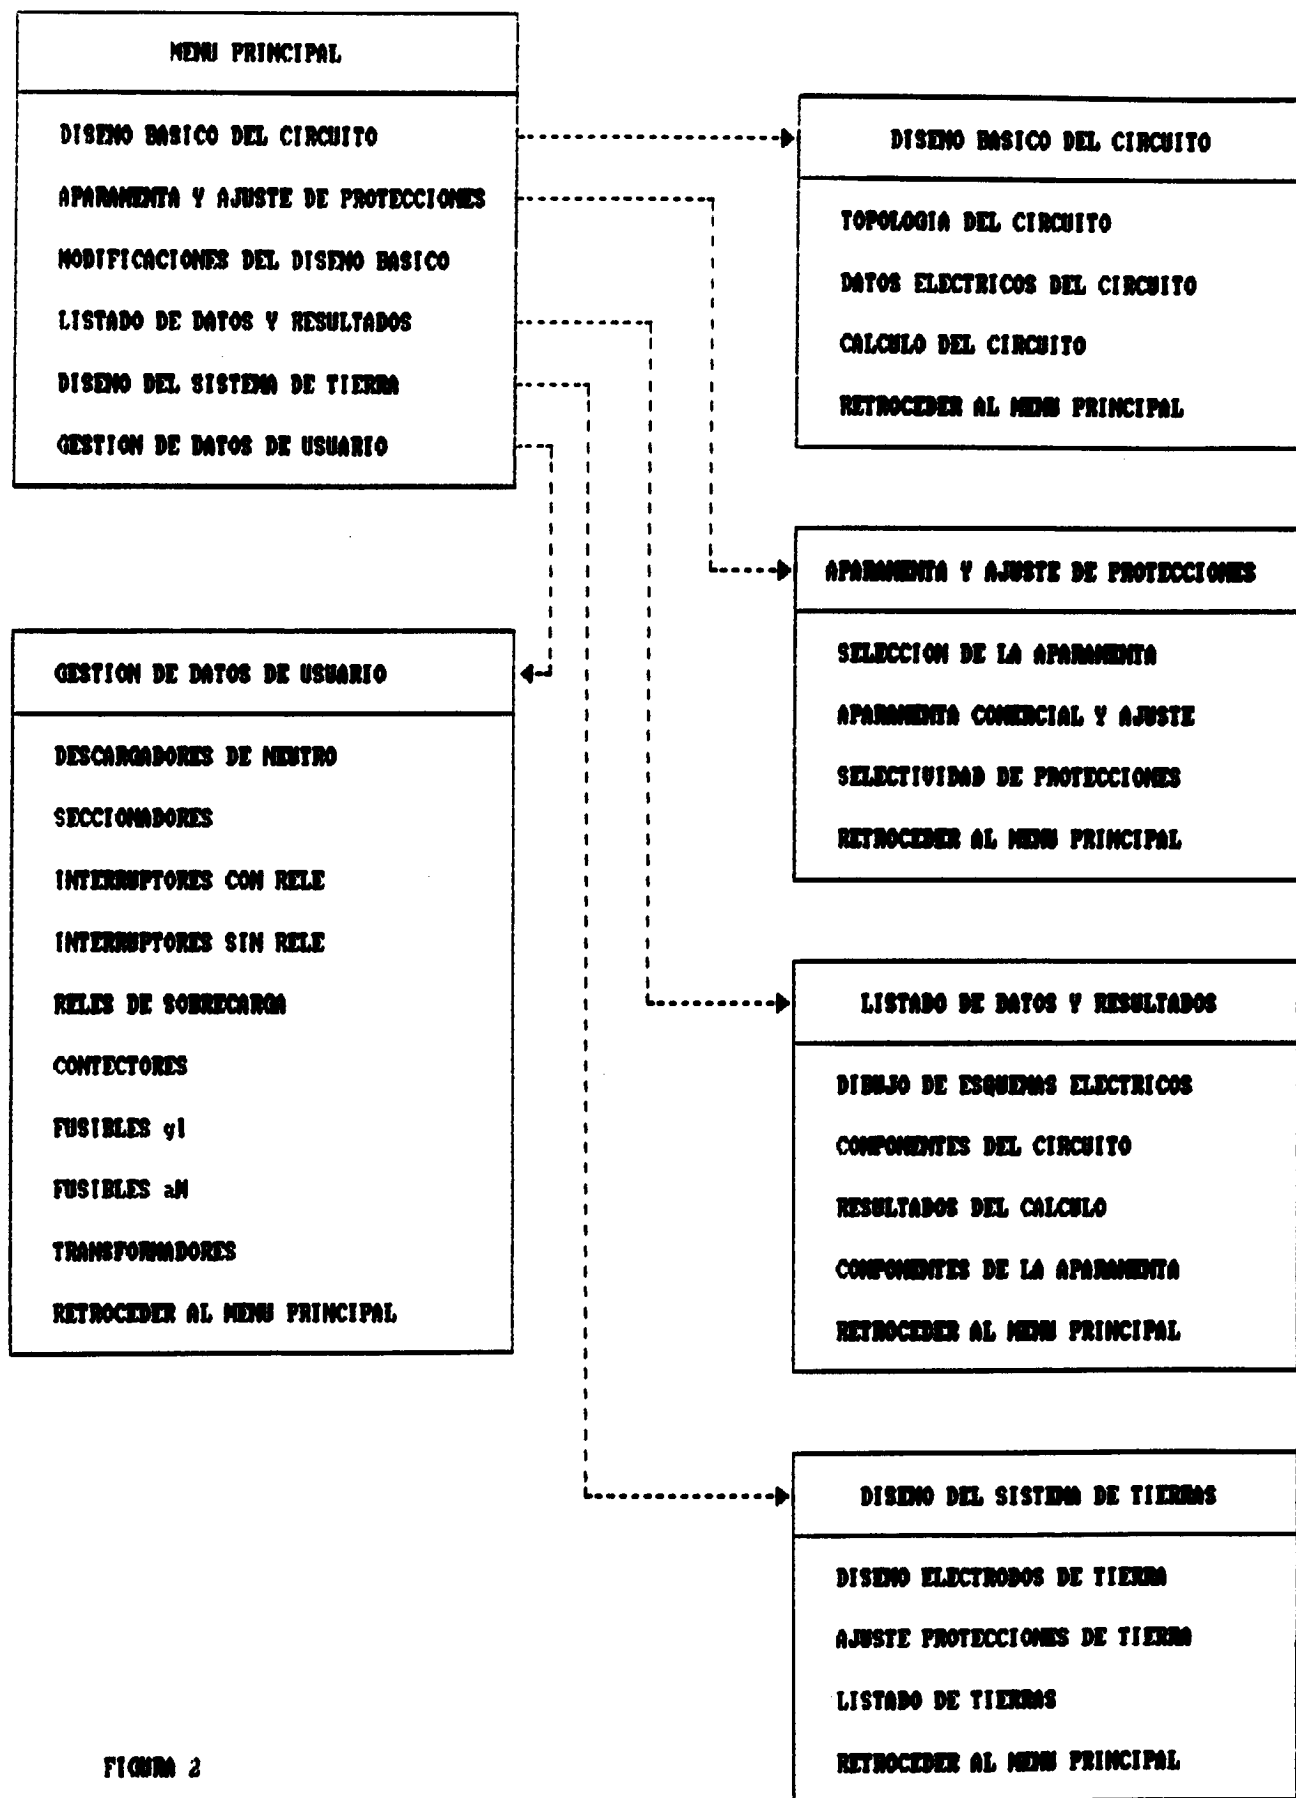 MENU PRINCIPAL
DISENO BASICO DEL CIRCUITO
APARAMENTA Y AJUSTE DE PROTECCIONES
MODIFICACIONES DEL DISENO BASICO
LISTADO DE DATOS Y RESULTADOS
DISENO DEL SISTEMA DE TIERRA
GESTION DE DATOS DE USUARIO
DISENO BASICO DEL CIRCUITO
TOPOLOGIA DEL CIRCUITO
DATOS ELECTRICOS DEL CIRCUITO
CALCULO DEL CIRCUITO
RETROCEDER AL MENU PRINCIPAL
APARAMENTA Y AJUSTE DE PROTECCIONES
SELECCION DE LA APARAMENTA
APARAMENTA COMERCIAL Y AJUSTE
SELECTIVIDAD DE PROTECCIONES
RETROCEDER AL MENU PRINCIPAL
GESTION DE DATOS DE USUARIO
DESCARGADORES DE NEUTRO
SECCIONADORES
INTERRUPTORES CON RELE
INTERRUPTORES SIN RELE
RELES DE SOBRECARGA
CONTECTORES
FUSIBLES gl
FUSIBLES aM
TRANSFORMADORES
RETROCEDER AL MENU PRINCIPAL
LISTADO DE DATOS Y RESULTADOS
DIBUJO DE ESQUEMAS ELECTRICOS
COMPONENTES DEL CIRCUITO
RESULTADOS DEL CALCULO
COMPONENTES DE LA APARAMENTA
RETROCEDER AL MENU PRINCIPAL
DISENO DEL SISTEMA DE TIERRAS
DISENO ELECTRODOS DE TIERRA
AJUSTE PROTECCIONES DE TIERRA
LISTADO DE TIERRAS
RETROCEDER AL MENU PRINCIPAL
FIGURA 2